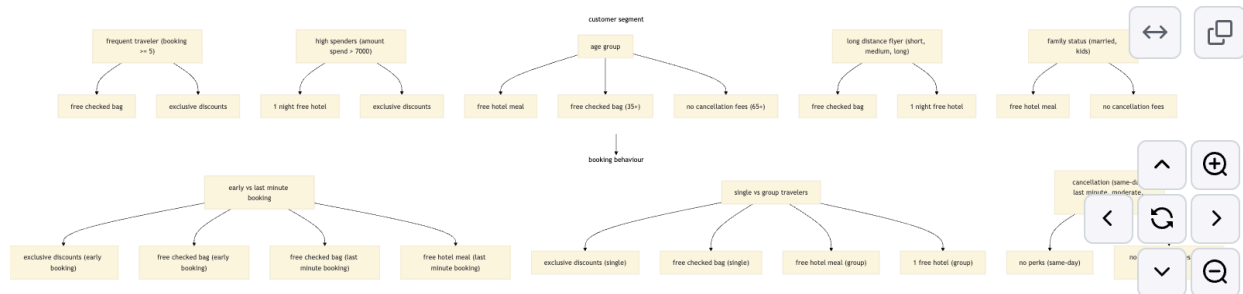 customer segment
frequent traveler (booking
>= 5)
high spenders (amount
spend > 7000)
age group
long distance flyer (short,
medium, long)
family status (married,
kids)
free checked bag
exclusive discounts
1 night free hotel
exclusive discounts
free hotel meal
free checked bag (35+)
no cancellation fees (65+)
free checked bag
1 night free hotel
free hotel meal
no cancellation fees
booking behaviour
early vs last minute
booking
single vs group travelers
cancellation (same-da
last minute, moderate,
exclusive discounts (early
booking)
free checked bag (early
booking)
free checked bag (last
minute booking)
free hotel meal (last
minute booking)
exclusive discounts (single)
free checked bag (single)
free hotel meal (group)
1 free hotel (group)
no perks (same-day)
no